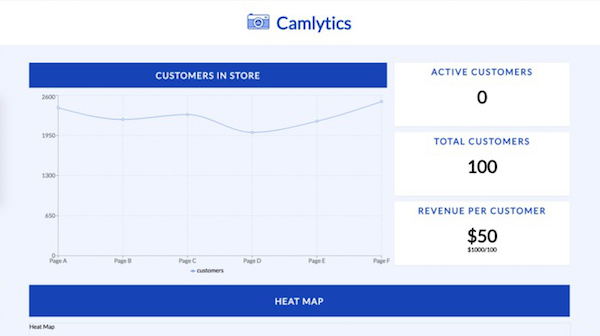 Camlytics
CUSTOMERS IN STORE
2600
1950
1300
650
0
Page A
Page B
Page C
Page D
Page E
Page F
customers
ACTIVE CUSTOMERS
0
TOTAL CUSTOMERS
100
REVENUE PER CUSTOMER
$50
$1000/100
HEAT MAP
Heat Map